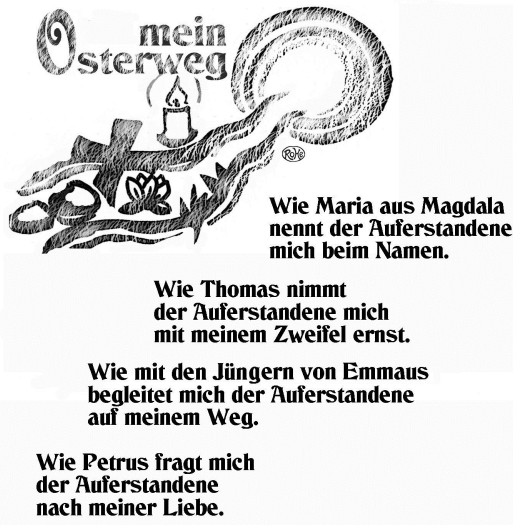 mein
Osterweg
ROHE
Wie Maria aus Magdala
nennt der Auferstandene
mich beim Namen.
Wie Thomas nimmt
der Auferstandene mich
mit meinem Zweifel ernst.
Wie mit den Jüngern von Emmaus
begleitet mich der Auferstandene
auf meinem Weg.
Wie Petrus fragt mich
der Auferstandene
nach meiner Liebe.